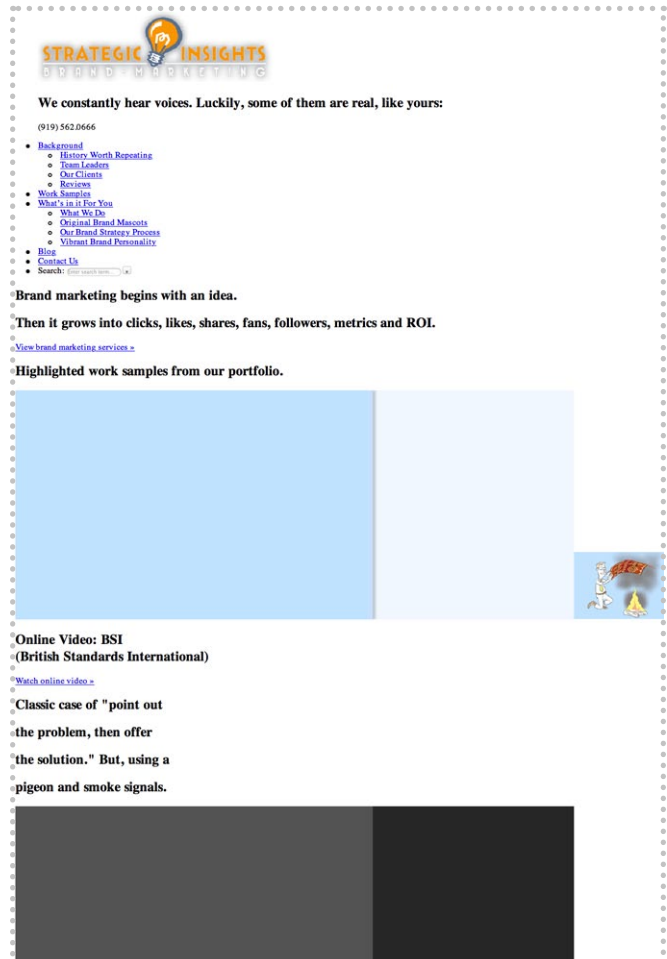 STRATEGIC INSIGHTS
BRAND-MARKETING
We constantly hear voices. Luckily, some of them are real, like yours:
(919) 562.0666
Background
History Worth Repeating
Team Leaders
Our Clients
Reviews
Work Samples
What's in it For You
What We Do
Original Brand Mascots
Our Brand Strategy Process
Vibrant Brand Personality
Blog
Contact Us
Search: Enter search term...
Brand marketing begins with an idea.
Then it grows into clicks, likes, shares, fans, followers, metrics and ROI.
View brand marketing services »
Highlighted work samples from our portfolio.
Online Video: BSI
(British Standards International)
Watch online video »
Classic case of "point out
the problem, then offer
the solution." But, using a
pigeon and smoke signals.